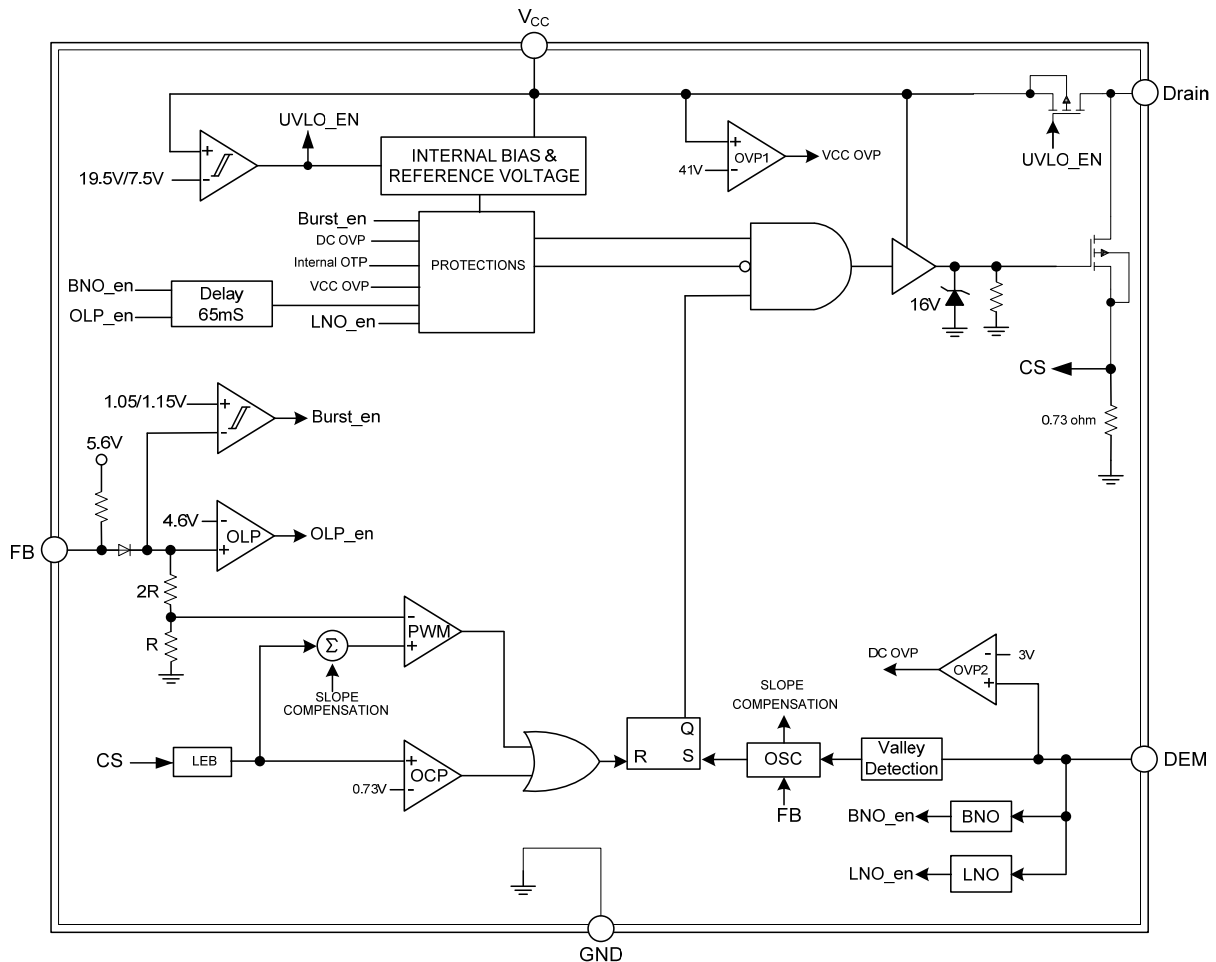 VCC
Drain
UVLO_EN
INTERNAL BIAS &
REFERENCE VOLTAGE
+
-
19.5V/7.5V
+
-
OVP1
41V
VCC OVP
UVLO_EN
Burst_en
DC OVP
Internal OTP
VCC OVP
LNO_en
PROTECTIONS
BNO_en
OLP_en
Delay
65mS
16V
CS
0.73 ohm
1.05/1.15V
+
-
Burst_en
5.6V
4.6V
-
+
OLP
OLP_en
FB
2R
R
Σ
SLOPE
COMPENSATION
-
+
PWM
CS
LEB
+
-
OCP
0.73V
R
Q
S
SLOPE
COMPENSATION
OSC
FB
Valley
Detection
DC OVP
OVP2
-
+
3V
DEM
BNO_en
BNO
LNO_en
LNO
GND